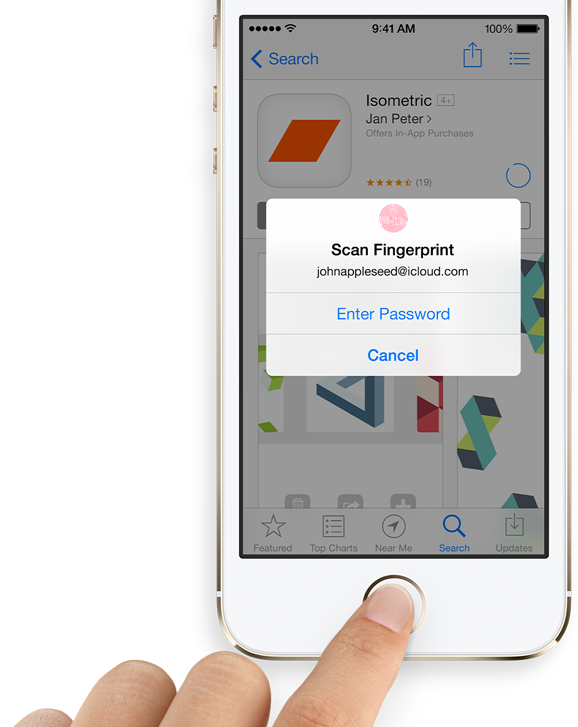 9:41 AM
100%
Search
Isometric 4+
Jan Peter >
Offers In-App Purchases
(19)
Scan Fingerprint
johnappleseed@icloud.com
Enter Password
Cancel
Featured
Top Charts
Near Me
Search
Updates